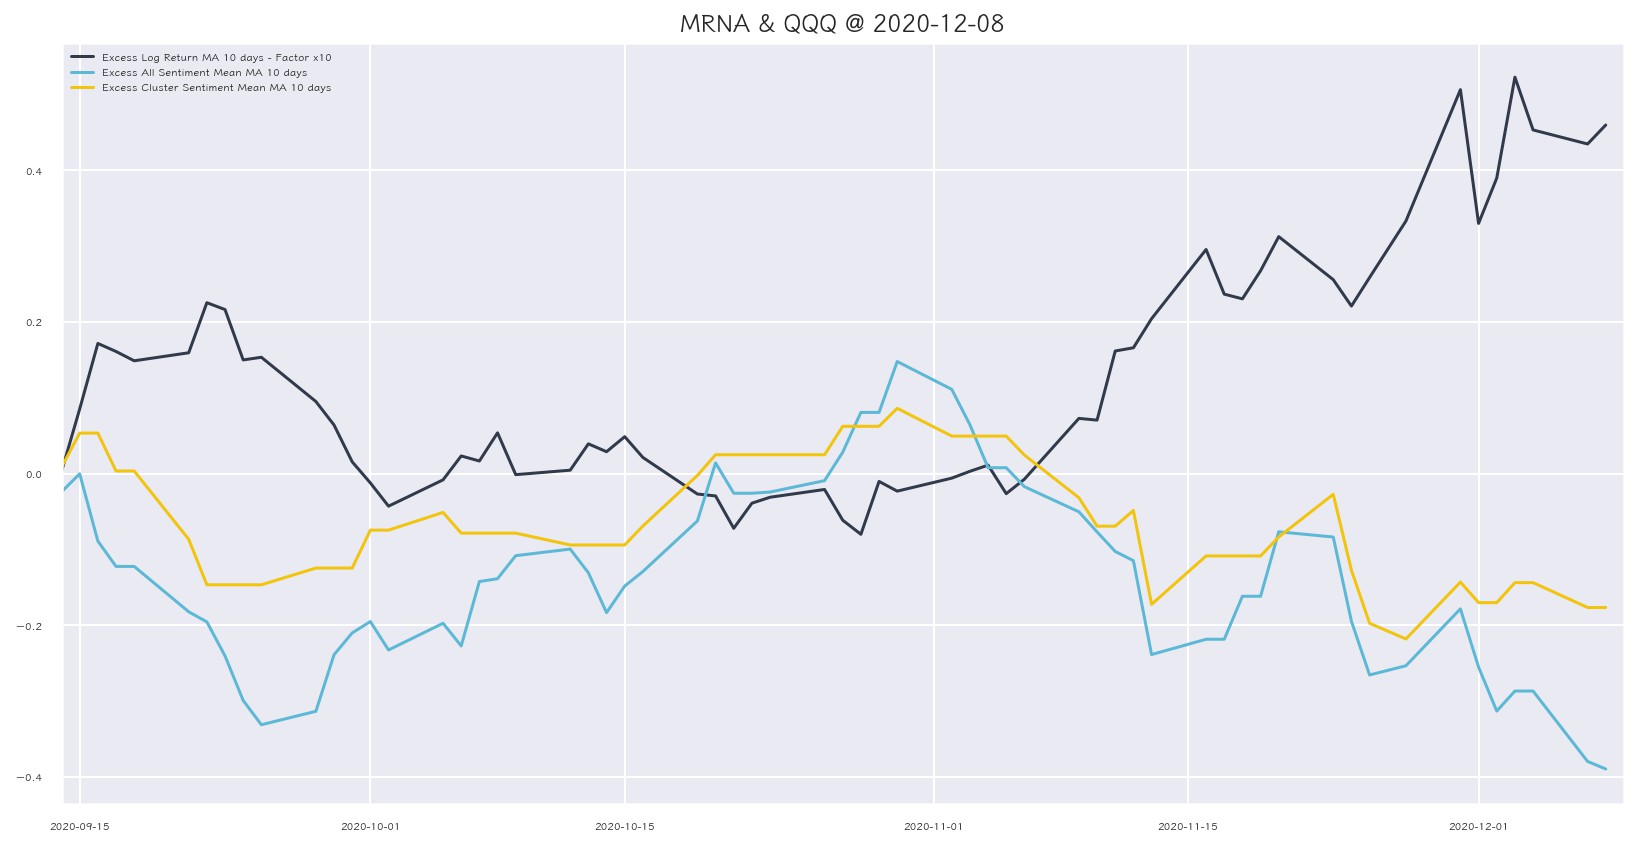 MRNA & QQQ @ 2020-12-08
Excess Log Return MA 10 days - Factor x10
Excess All Sentiment Mean MA 10 days
Excess Cluster Sentiment Mean MA 10 days
0.4
0.2
0.0
−0.2
−0.4
2020-09-15 2020-10-01 2020-10-15 2020-11-01 2020-11-15 2020-12-01